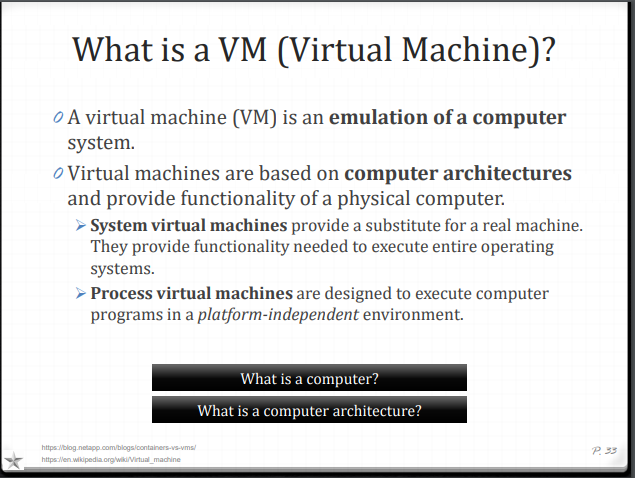 What is a VM (Virtual Machine)?
A virtual machine (VM) is an emulation of a computer
system.
Virtual machines are based on computer architectures
and provide functionality of a physical computer.
System virtual machines provide a substitute for a real machine.
They provide functionality needed to execute entire operating
systems.
Process virtual machines are designed to execute computer
programs in a platform-independent environment.
What is a computer?
What is a computer architecture?
https://blog.netapp.com/blogs/containers-vs-vms/
https://en.wikipedia.org/wiki/Virtual_machine
P. 33